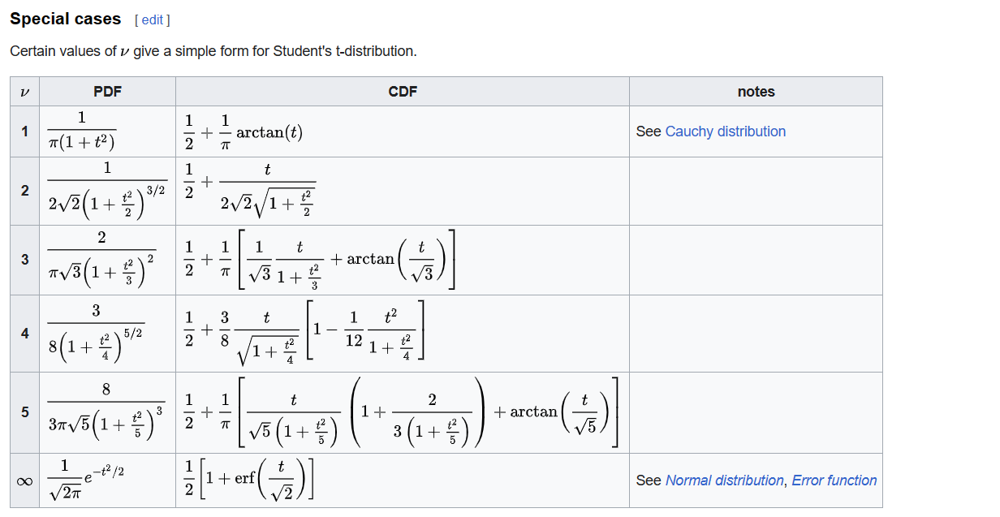 Special cases [ edit ]
Certain values of ν give a simple form for Student's t-distribution.
ν PDF CDF notes
1 $\frac{1}{\pi(1+t^2)}$ $\frac{1}{2}+\frac{1}{\pi}\arctan(t)$ See Cauchy distribution
2 $\frac{1}{2\sqrt{2}\left(1+\frac{t^2}{2}\right)^{3/2}}$ $\frac{1}{2}+\frac{t}{2\sqrt{2}\sqrt{1+\frac{t^2}{2}}}$
3 $\frac{2}{\pi\sqrt{3}\left(1+\frac{t^2}{3}\right)^2}$ $\frac{1}{2}+\frac{1}{\pi}\left[\frac{1}{\sqrt{3}}\frac{t}{1+\frac{t^2}{3}}+\arctan\left(\frac{t}{\sqrt{3}}\right)\right]$
4 $\frac{3}{8\left(1+\frac{t^2}{4}\right)^{5/2}}$ $\frac{1}{2}+\frac{3}{8}\frac{t}{\sqrt{1+\frac{t^2}{4}}}\left[1-\frac{1}{12}\frac{t^2}{1+\frac{t^2}{4}}\right]$
5 $\frac{8}{3\pi\sqrt{5}\left(1+\frac{t^2}{5}\right)^3}$ $\frac{1}{2}+\frac{1}{\pi}\left[\frac{t}{\sqrt{5}\left(1+\frac{t^2}{5}\right)}\left(1+\frac{2}{3\left(1+\frac{t^2}{5}\right)}\right)+\arctan\left(\frac{t}{\sqrt{5}}\right)\right]$
∞ $\frac{1}{\sqrt{2\pi}}e^{-t^2/2}$ $\frac{1}{2}\left[1+\operatorname{erf}\left(\frac{t}{\sqrt{2}}\right)\right]$ See Normal distribution, Error function